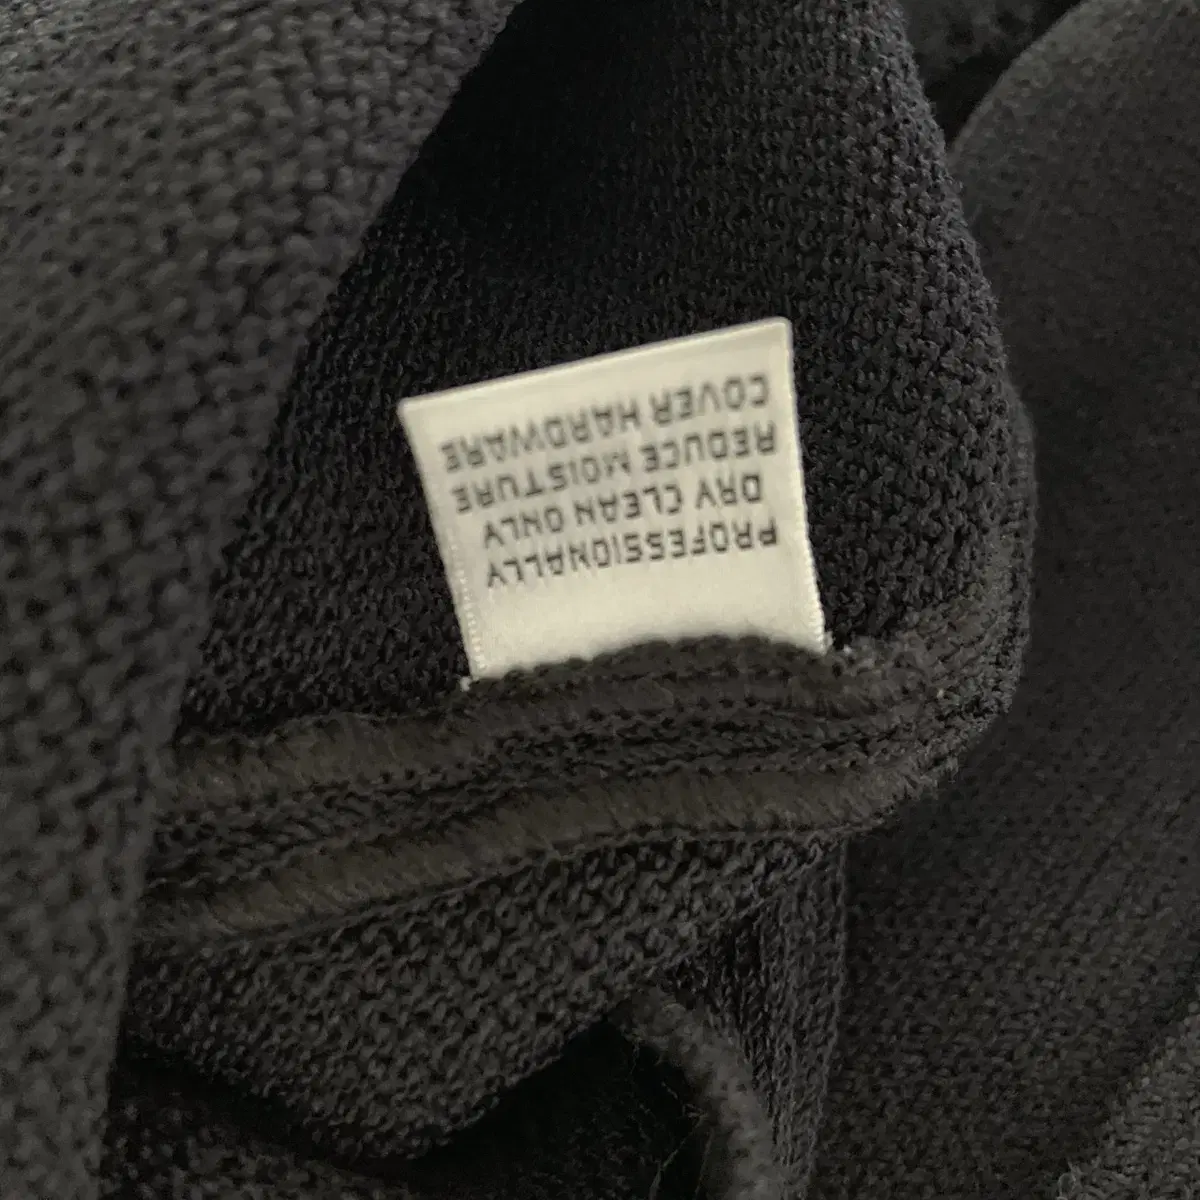 PROFESSIONALLY
DRY CLEAN ONLY
REDUCE MOISTURE
COVER HARDWARE